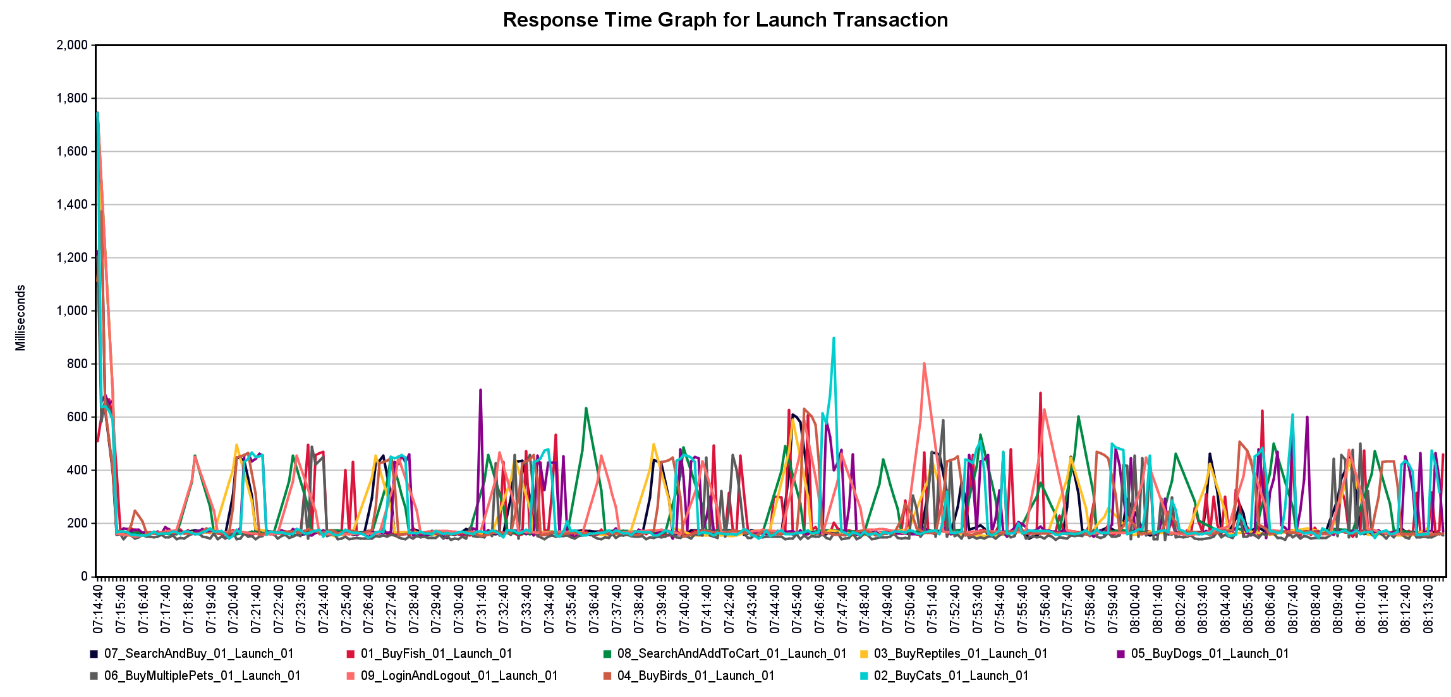 Response Time Graph for Launch Transaction
2,000
1,800
1,600
1,400
1,200
1,000
800
600
400
200
0
Milliseconds
07:14:40 07:15:40 07:16:40 07:17:40 07:18:40 07:19:40 07:20:40 07:21:40 07:22:40 07:23:40 07:24:40 07:25:40 07:26:40 07:27:40 07:28:40 07:29:40 07:30:40 07:31:40 07:32:40 07:33:40 07:34:40 07:35:40 07:36:40 07:37:40 07:38:40 07:39:40 07:40:40 07:41:40 07:42:40 07:43:40 07:44:40 07:45:40 07:46:40 07:47:40 07:48:40 07:49:40 07:50:40 07:51:40 07:52:40 07:53:40 07:54:40 07:55:40 07:56:40 07:57:40 07:58:40 07:59:40 08:00:40 08:01:40 08:02:40 08:03:40 08:04:40 08:05:40 08:06:40 08:07:40 08:08:40 08:09:40 08:10:40 08:11:40 08:12:40 08:13:40
07_SearchAndBuy_01_Launch_01 01_BuyFish_01_Launch_01 08_SearchAndAddToCart_01_Launch_01 03_BuyReptiles_01_Launch_01 05_BuyDogs_01_Launch_01
06_BuyMultiplePets_01_Launch_01 09_LoginAndLogout_01_Launch_01 04_BuyBirds_01_Launch_01 02_BuyCats_01_Launch_01